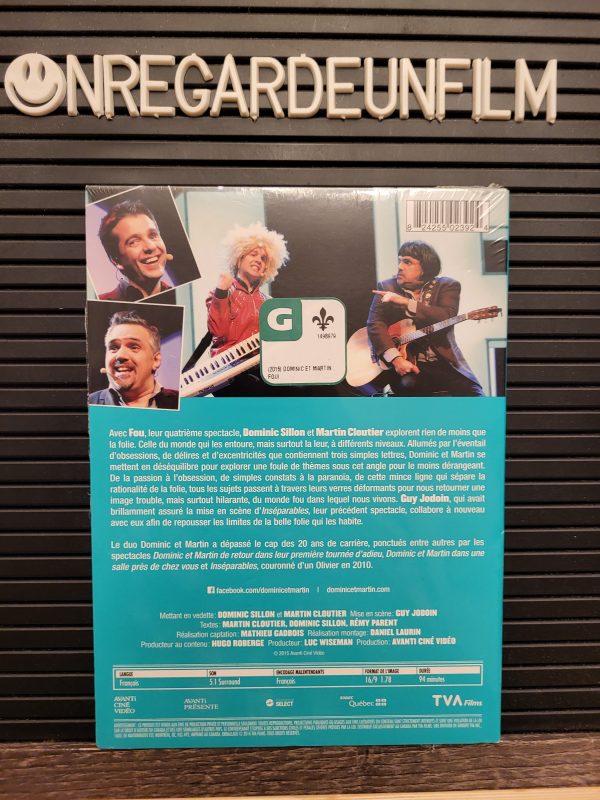 ONREGARDEUNFILM
8 24255 02392 4
G
1498679
(2015) DOMINIC ET MARTIN
FOU!
Avec Fou, leur quatrième spectacle, Dominic Sillon et Martin Cloutier explorent rien de moins que
la folie. Celle du monde qui les entoure, mais surtout la leur, à différents niveaux. Allumés par l'éventail
d'obsessions, de délires et d'excentricités que contiennent trois simples lettres, Dominic et Martin se
mettent en déséquilibre pour explorer une foule de thèmes sous cet angle pour le moins dérangeant.
De la passion à l'obsession, de simples constats à la paranoïa, de cette mince ligne qui sépare la
rationalité de la folie, tous les sujets passent à travers leurs verres déformants pour nous retourner une
image trouble, mais surtout hilarante, du monde fou dans lequel nous vivons. Guy Jodoin, qui avait
brillamment assuré la mise en scène d'Inséparables, leur précédent spectacle, collabore à nouveau
avec eux afin de repousser les limites de la belle folie qui les habite.
Le duo Dominic et Martin a dépassé le cap des 20 ans de carrière, ponctués entre autres par les
spectacles Dominic et Martin de retour dans leur première tournée d'adieu, Dominic et Martin dans une
salle près de chez vous et Inséparables, couronné d'un Olivier en 2010.
facebook.com/dominicetmartin | dominicetmartin.com
Mettant en vedette: DOMINIC SILLON et MARTIN CLOUTIER Mise en scène: GUY JODOIN
Textes: MARTIN CLOUTIER, DOMINIC SILLON, RÉMY PARENT
Réalisation captation: MATHIEU GADBOIS Réalisation montage: DANIEL LAURIN
Producteur au contenu: HUGO ROBERGE Producteur: LUC WISEMAN Production: AVANTI CINÉ VIDÉO
© 2015 Avanti Ciné Vidéo
LANGUE SON ENCODAGE MALENTENDANTS FORMAT DE L'IMAGE DURÉE
Français 5.1 Surround Français 16/9 1.78 94 minutes
AVANTI CINÉ VIDÉO
AVANTI PRÉSENTE
SELECT
Québec
TVA Films